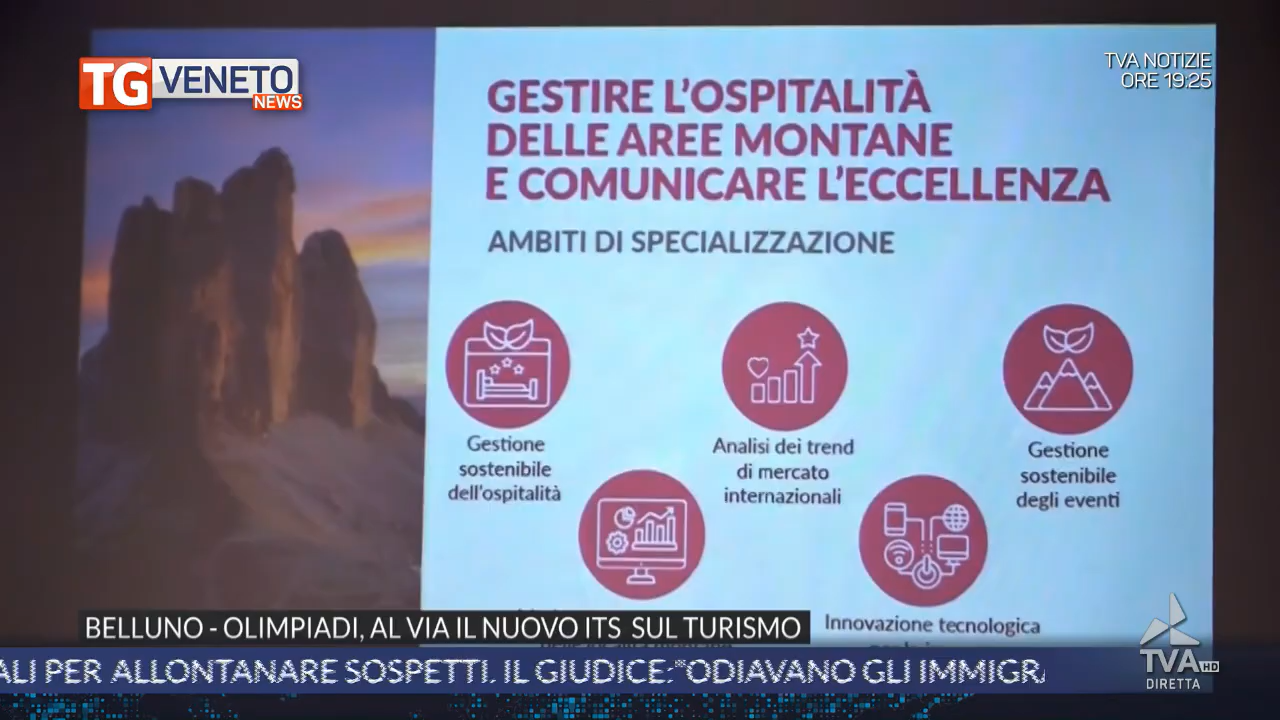 TG VENETO
NEWS
TVA NOTIZIE
ORE 19:25
GESTIRE L'OSPITALITÀ
DELLE AREE MONTANE
E COMUNICARE L'ECCELLENZA
AMBITI DI SPECIALIZZAZIONE
Gestione
sostenibile
dell'ospitalità
Analisi dei trend
di mercato
internazionali
Gestione
sostenibile
degli eventi
Innovazione tecnologica
BELLUNO - OLIMPIADI, AL VIA IL NUOVO ITS SUL TURISMO
ALI PER ALLONTANARE SOSPETTI. IL GIUDICE: "ODIAVANO GLI IMMIGRA
TVA HD
DIRETTA